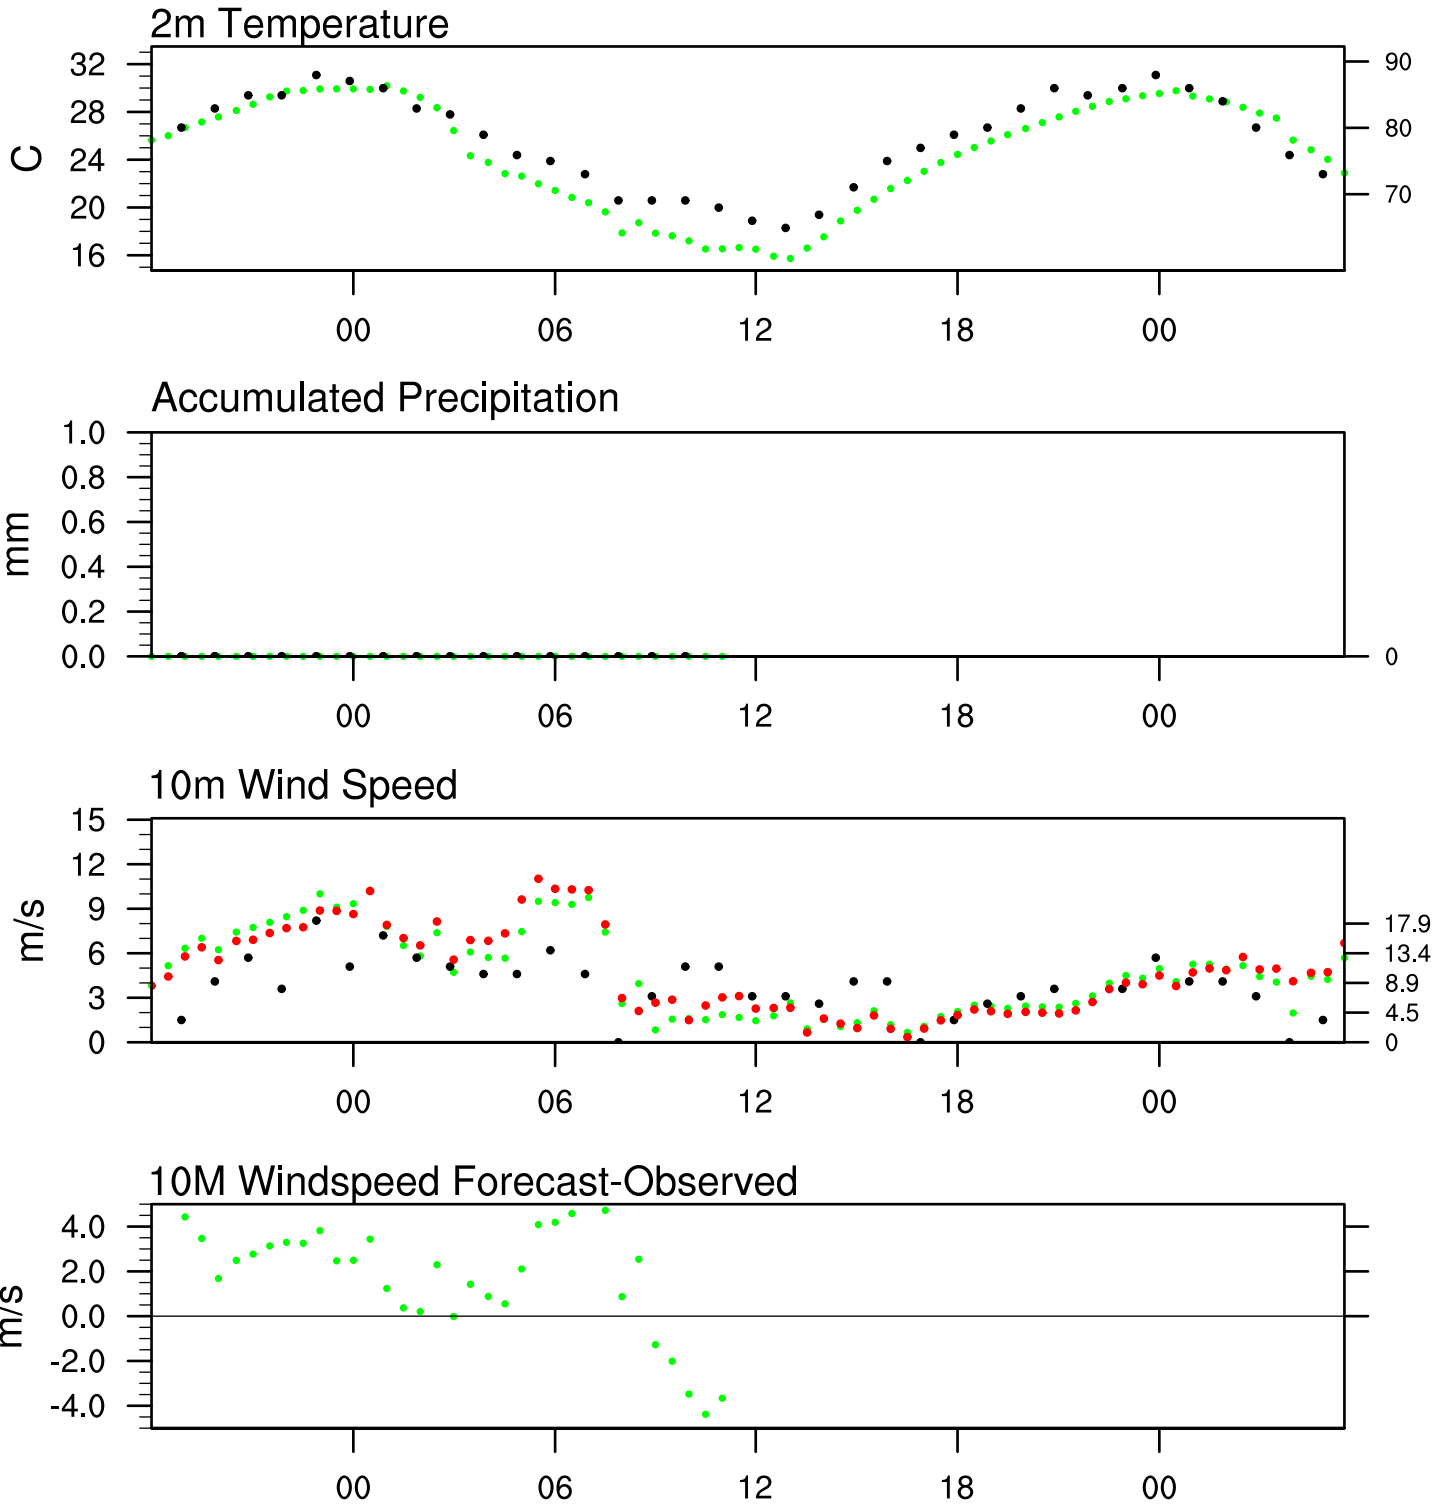 2m Temperature
32
28
24
20
16
C
90
80
70
00 06 12 18 00
Accumulated Precipitation
1.0
0.8
0.6
0.4
0.2
0.0
mm
0
00 06 12 18 00
10m Wind Speed
15
12
9
6
3
0
m/s
17.9
13.4
8.9
4.5
0
00 06 12 18 00
10M Windspeed Forecast-Observed
4.0
2.0
0.0
-2.0
-4.0
m/s
00 06 12 18 00